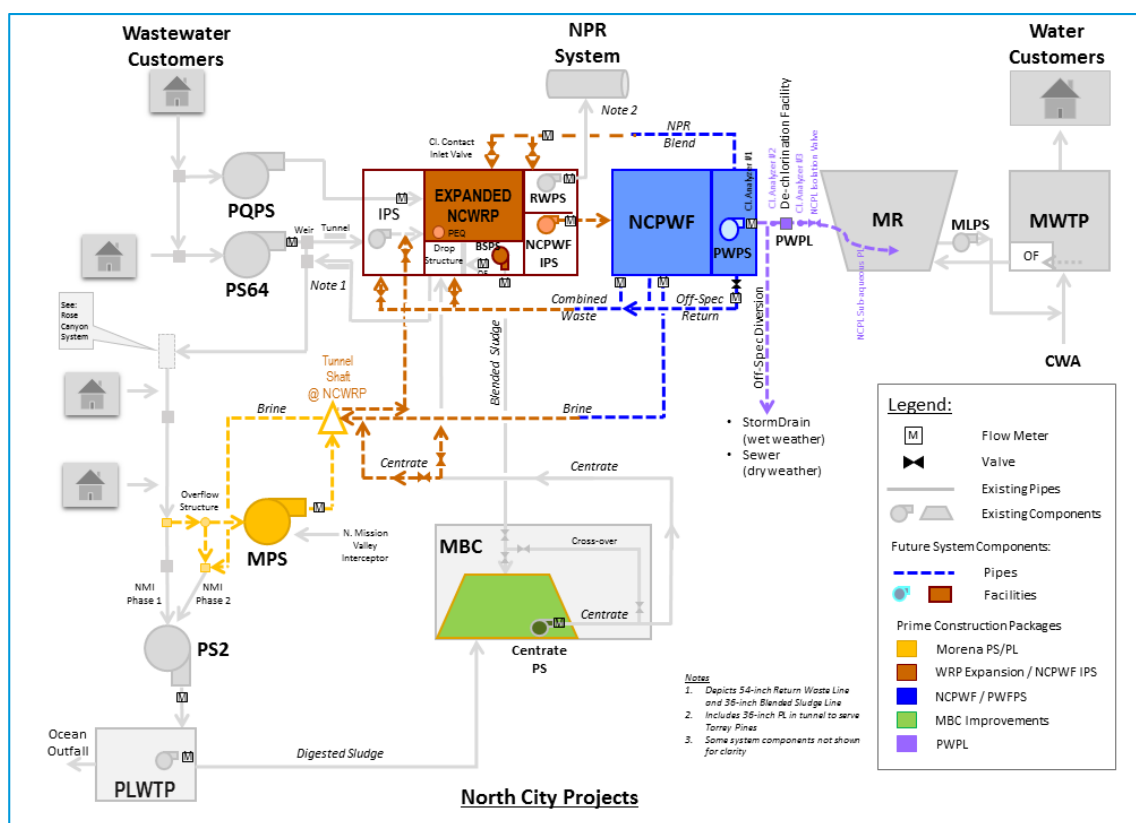 Wastewater
Customers
NPR
System
Water
Customers
Note 2
Cl. Contact
Inlet Valve
NPR
Blend
M
PQPS
M
IPS
EXPANDED
NCWRP
PEQ
RWPS
M
NCPWF
IPS
M
BSPS
Drop
Structure
OF
M
NCPWF
PWPS
M
CL Analyzer #1
CL Analyzer #2
De-chlorination Facility
CL Analyzer #3
NCPL Isolation Valve
PWPL
NCPL Sub-aqueous PL
MR
MLPS
M
MWTP
OF
CWA
PS64
M
Weir
Tunnel
Note 1
See:
Rose
Canyon
System
M
M
M
Combined
Waste
Off-Spec
Return
Off-Spec Diversion
Blended Sludge
Tunnel
Shaft
@ NCWRP
Brine
Brine
Centrate
Centrate
• StormDrain
(wet weather)
• Sewer
(dry weather)
Overflow
Structure
MPS
M
N. Mission
Valley
Interceptor
NMI
Phase 1
NMI
Phase 2
PS2
M
MBC
Cross-over
Centrate
M
M
Centrate
PS
Ocean
Outfall
M
PLWTP
Digested Sludge
Notes
1. Depicts 54-inch Return Waste Line
and 36-inch Blended Sludge Line
2. Includes 36-inch PL in tunnel to serve
Torrey Pines
3. Some system components not shown
for clarity
North City Projects
Legend:
M Flow Meter
Valve
Existing Pipes
Existing Components
Future System Components:
Pipes
Facilities
Prime Construction Packages
Morena PS/PL
WRP Expansion / NCPWF IPS
NCPWF / PWFPS
MBC Improvements
PWPL